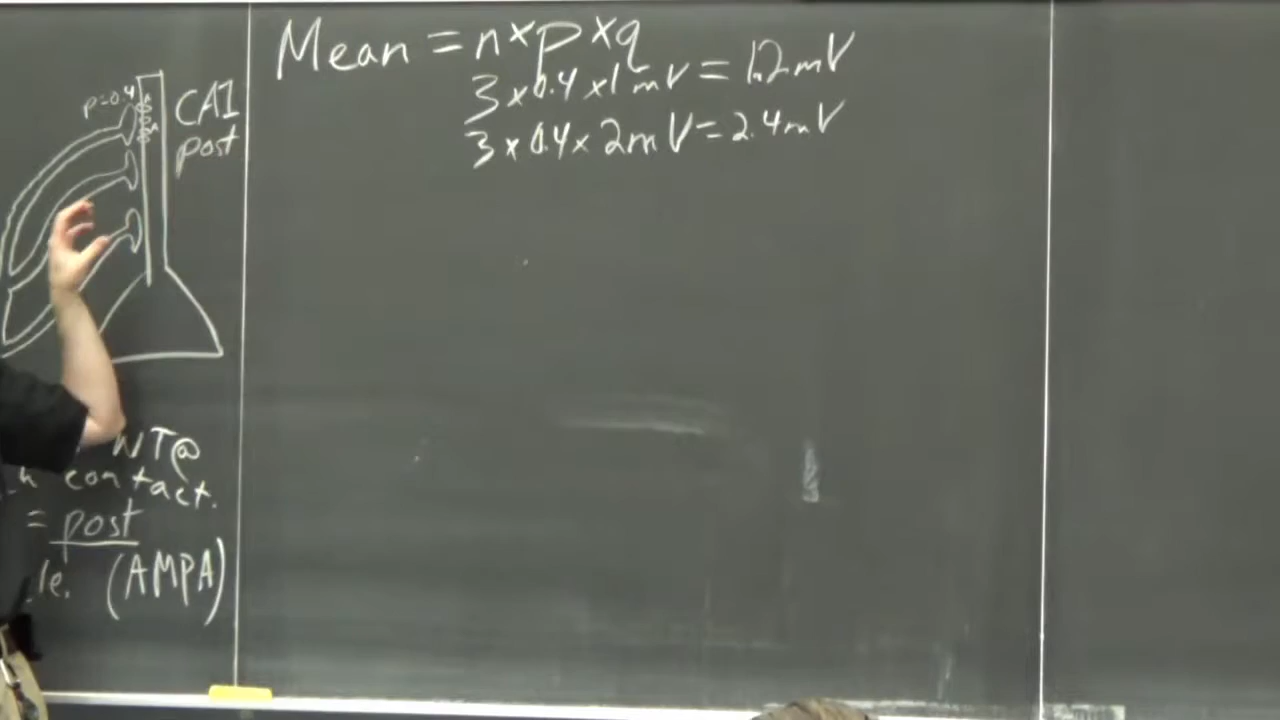 Mean = n×p×q
3×0.4×1mV = 1.2mV
3×0.4×2mV = 2.4mV
p=0.4
CA1
post
NT@
contact.
= post
(AMPA)